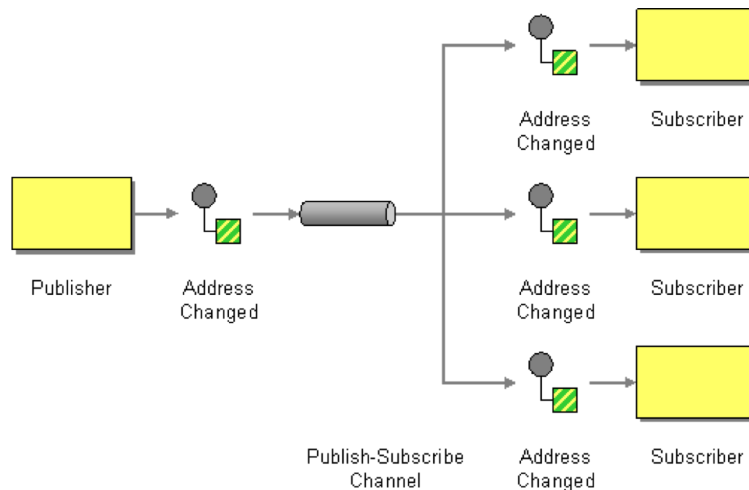 Address
Changed
Subscriber
Publisher
Address
Changed
Address
Changed
Subscriber
Publish-Subscribe
Channel
Address
Changed
Subscriber